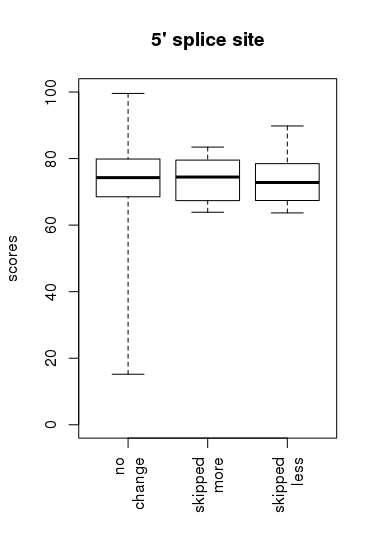 5' splice site
scores
100
80
60
40
20
0
no
change
skipped
more
skipped
less